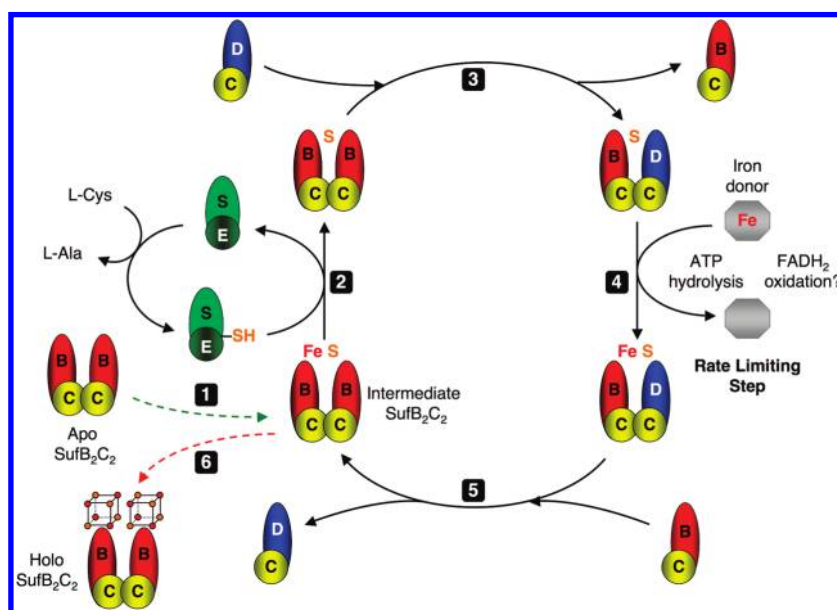 D
C
3
B
C
S
B
B
C
C
S
B
D
C
C
Iron
donor
Fe
L-Cys
L-Ala
S
E
S
E
SH
2
ATP
hydrolysis
FADH2
oxidation?
4
Rate Limiting
Step
B
B
C
C
Apo
SufB2C2
1
Fe S
B
B
C
C
Intermediate
SufB2C2
Fe S
B
D
C
C
6
5
B
B
C
C
Holo
SufB2C2
D
C
B
C